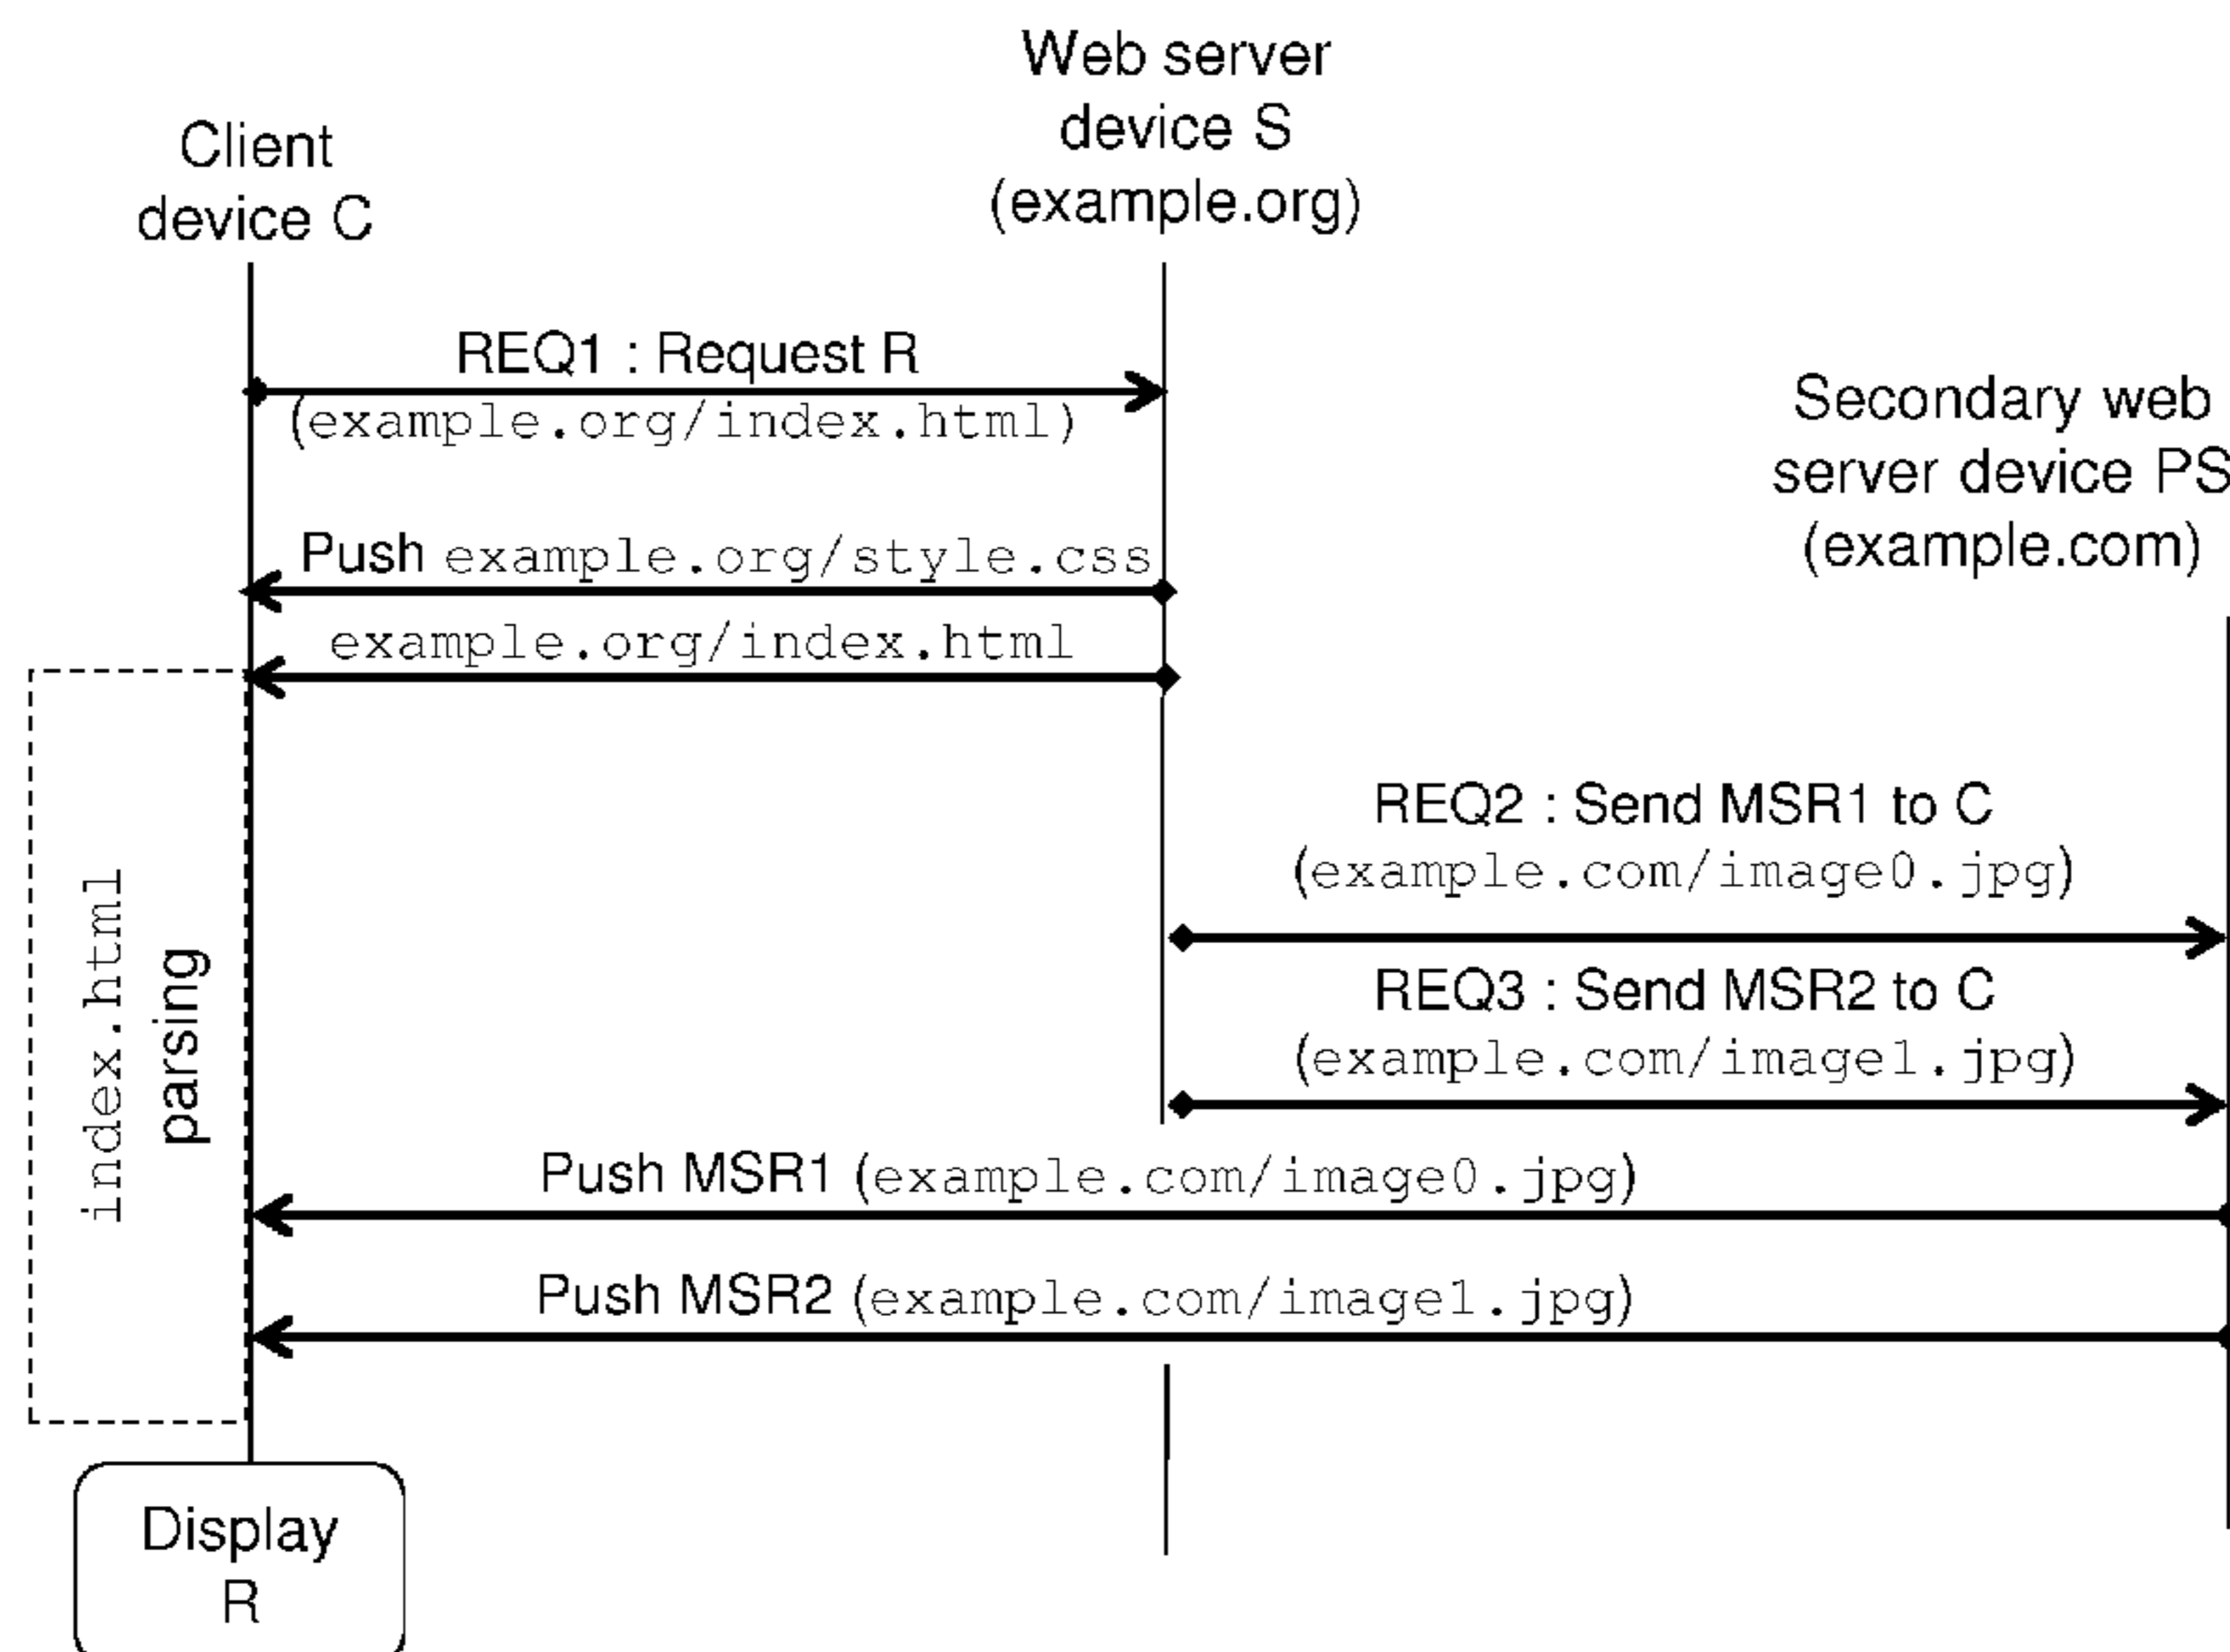 Web server
device S
(example.org)
Client
device C
REQ1 : Request R
(example.org/index.html)
Secondary web
server device PS
(example.com)
Push example.org/style.css
example.org/index.html
REQ2 : Send MSR1 to C
(example.com/image0.jpg)
index.html
parsing
REQ3 : Send MSR2 to C
(example.com/image1.jpg)
Push MSR1 (example.com/image0.jpg)
Push MSR2 (example.com/image1.jpg)
Display
R